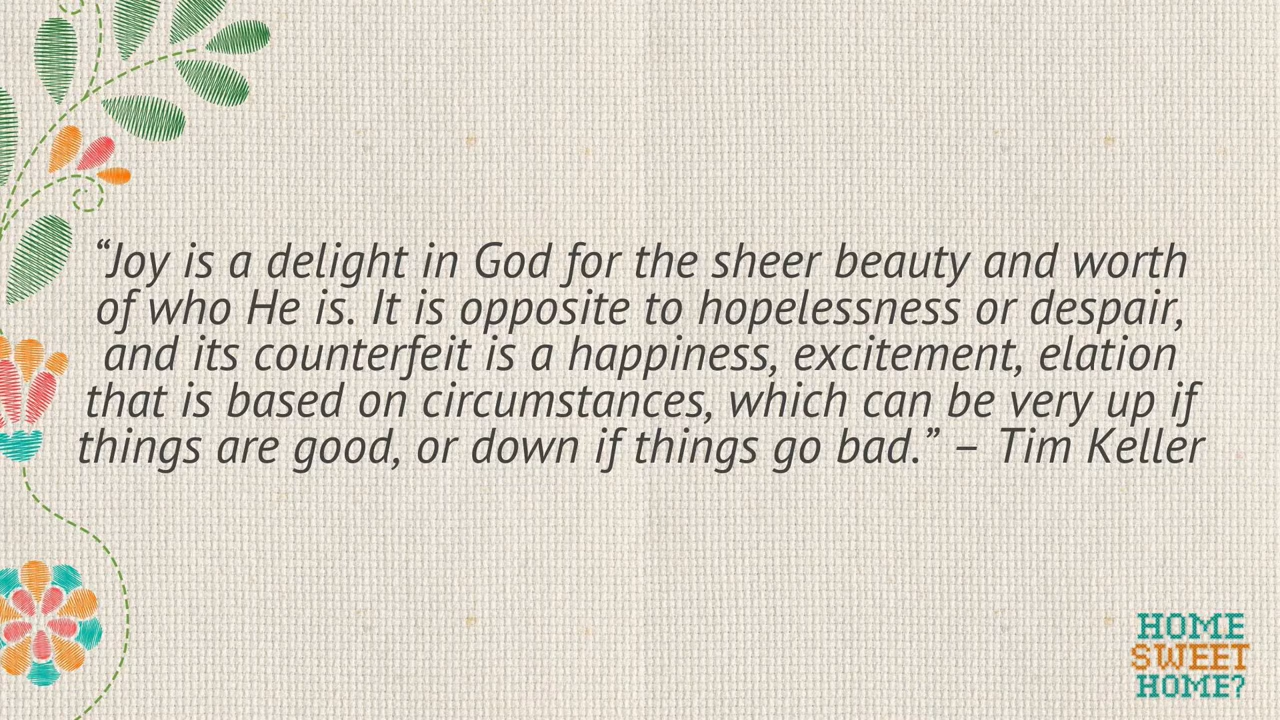 “Joy is a delight in God for the sheer beauty and worth
of who He is. It is opposite to hopelessness or despair,
and its counterfeit is a happiness, excitement, elation
that is based on circumstances, which can be very up if
things are good, or down if things go bad.” – Tim Keller
HOME
SWEET
HOME?